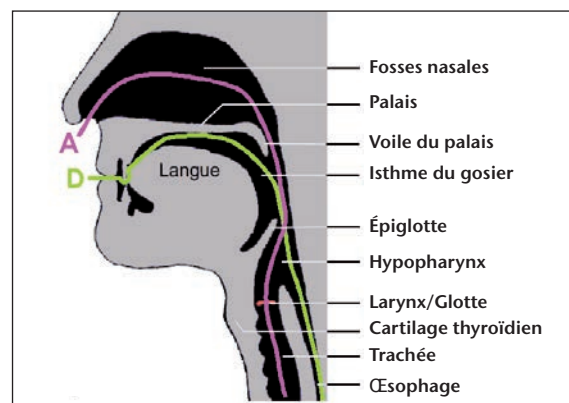 Fosses nasales
Palais
A
Voile du palais
D
Langue
Isthme du gosier
Épiglotte
Hypopharynx
Larynx/Glotte
Cartilage thyroïdien
Trachée
Œsophage